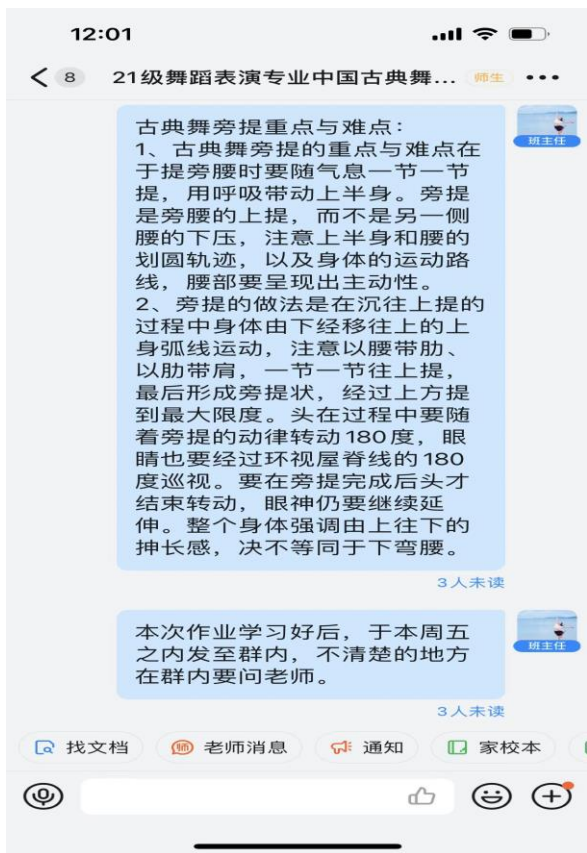 12:01
8 21级舞蹈表演专业中国古典舞... 师生
古典舞旁提重点与难点：
班主任
1、古典舞旁提的重点与难点在
于提旁腰时要随气息一节一节
提，用呼吸带动上半身。旁提
是旁腰的上提，而不是另一侧
腰的下压，注意上半身和腰的
划圆轨迹，以及身体的运动路
线，腰部要呈现出主动性。
2、旁提的做法是在沉往上提的
过程中身体由下经移往上的上
身弧线运动，注意以腰带肋、
以肋带肩，一节一节往上提，
最后形成旁提状，经过上方提
到最大限度。头在过程中要随
着旁提的动律转动180度，眼
睛也要经过环视屋脊线的180
度巡视。要在旁提完成后头才
结束转动，眼神仍要继续延
伸。整个身体强调由上往下的
抻长感，决不等同于下弯腰。
3人未读
本次作业学习好后，于本周五
之内发至群内，不清楚的地方
在群内要问老师。
班主任
3人未读
找文档 师 老师消息 通知 家校本